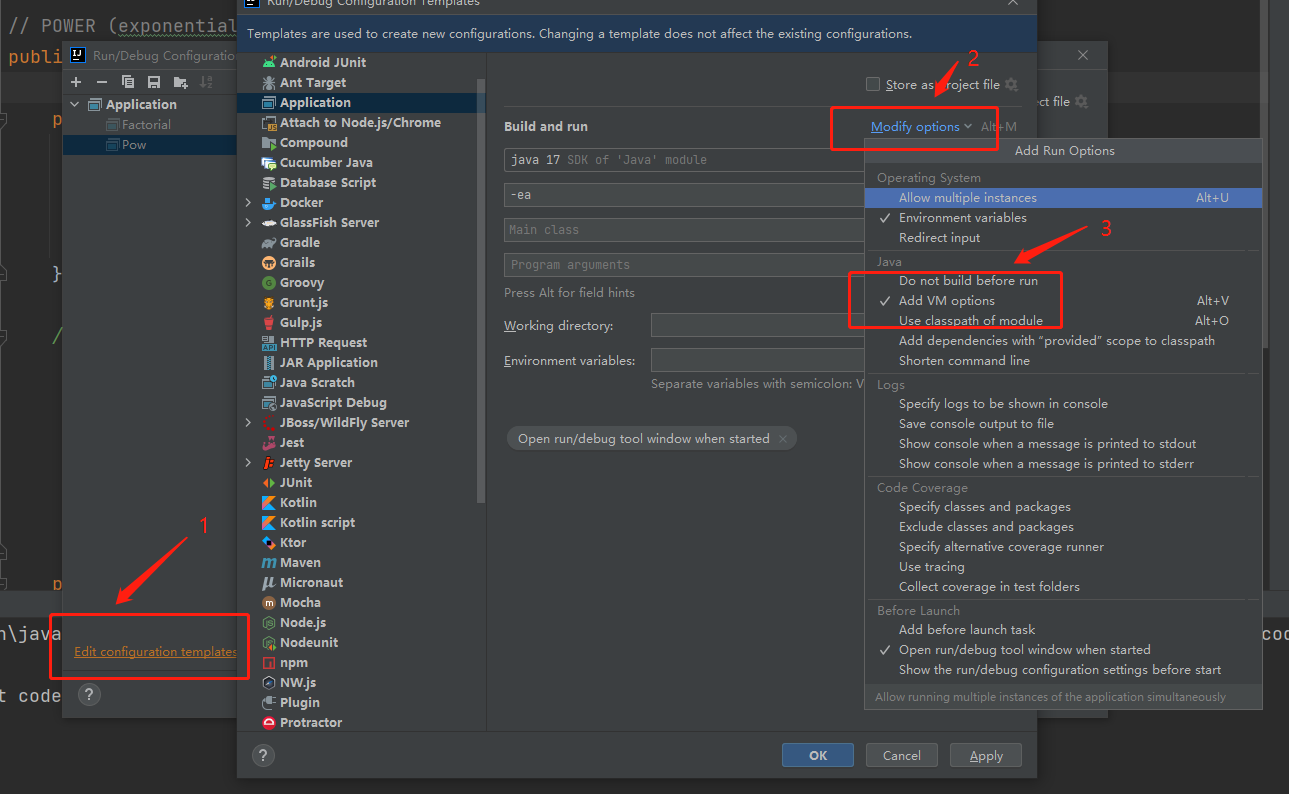 // POWER (exponential
publi
Run/Debug Configuratio
Application
Factorial
Pow
p
}
/
p
n\java
t code
Edit configuration templates
1
?
Run/Debug Configuration Templates
Templates are used to create new configurations. Changing a template does not affect the existing configurations.
Android JUnit
Ant Target
Application
Attach to Node.js/Chrome
Compound
Cucumber Java
Database Script
Docker
GlassFish Server
Gradle
Grails
Groovy
Grunt.js
Gulp.js
HTTP Request
JAR Application
Java Scratch
JavaScript Debug
JBoss/WildFly Server
Jest
Jetty Server
JUnit
Kotlin
Kotlin script
Ktor
Maven
Micronaut
Mocha
Node.js
Nodeunit
npm
NW.js
Plugin
Protractor
2
Store as project file
ct file
Build and run
Modify options
Alt+M
java 17 SDK of 'Java' module
-ea
Main class
Program arguments
Press Alt for field hints
Working directory:
Environment variables:
Separate variables with semicolon: V
Open run/debug tool window when started
Add Run Options
Operating System
Allow multiple instances Alt+U
Environment variables
Redirect input
3
Java
Do not build before run
Add VM options Alt+V
Use classpath of module Alt+O
Add dependencies with “provided” scope to classpath
Shorten command line
Logs
Specify logs to be shown in console
Save console output to file
Show console when a message is printed to stdout
Show console when a message is printed to stderr
Code Coverage
Specify classes and packages
Exclude classes and packages
Specify alternative coverage runner
Use tracing
Collect coverage in test folders
Before Launch
Add before launch task
Open run/debug tool window when started
Show the run/debug configuration settings before start
Allow running multiple instances of the application simultaneously
coc
?
OK
Cancel
Apply